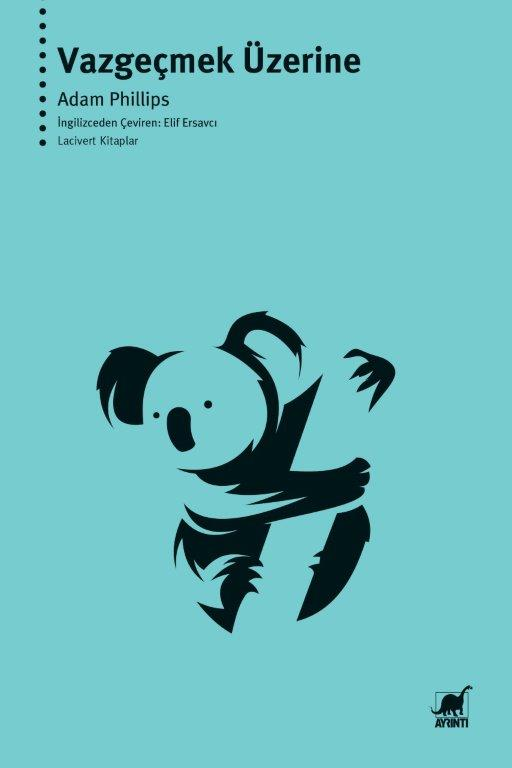 Vazgeçmek Üzerine
Adam Phillips
İngilizceden Çeviren: Elif Ersavcı
Lacivert Kitaplar
AYRINTI